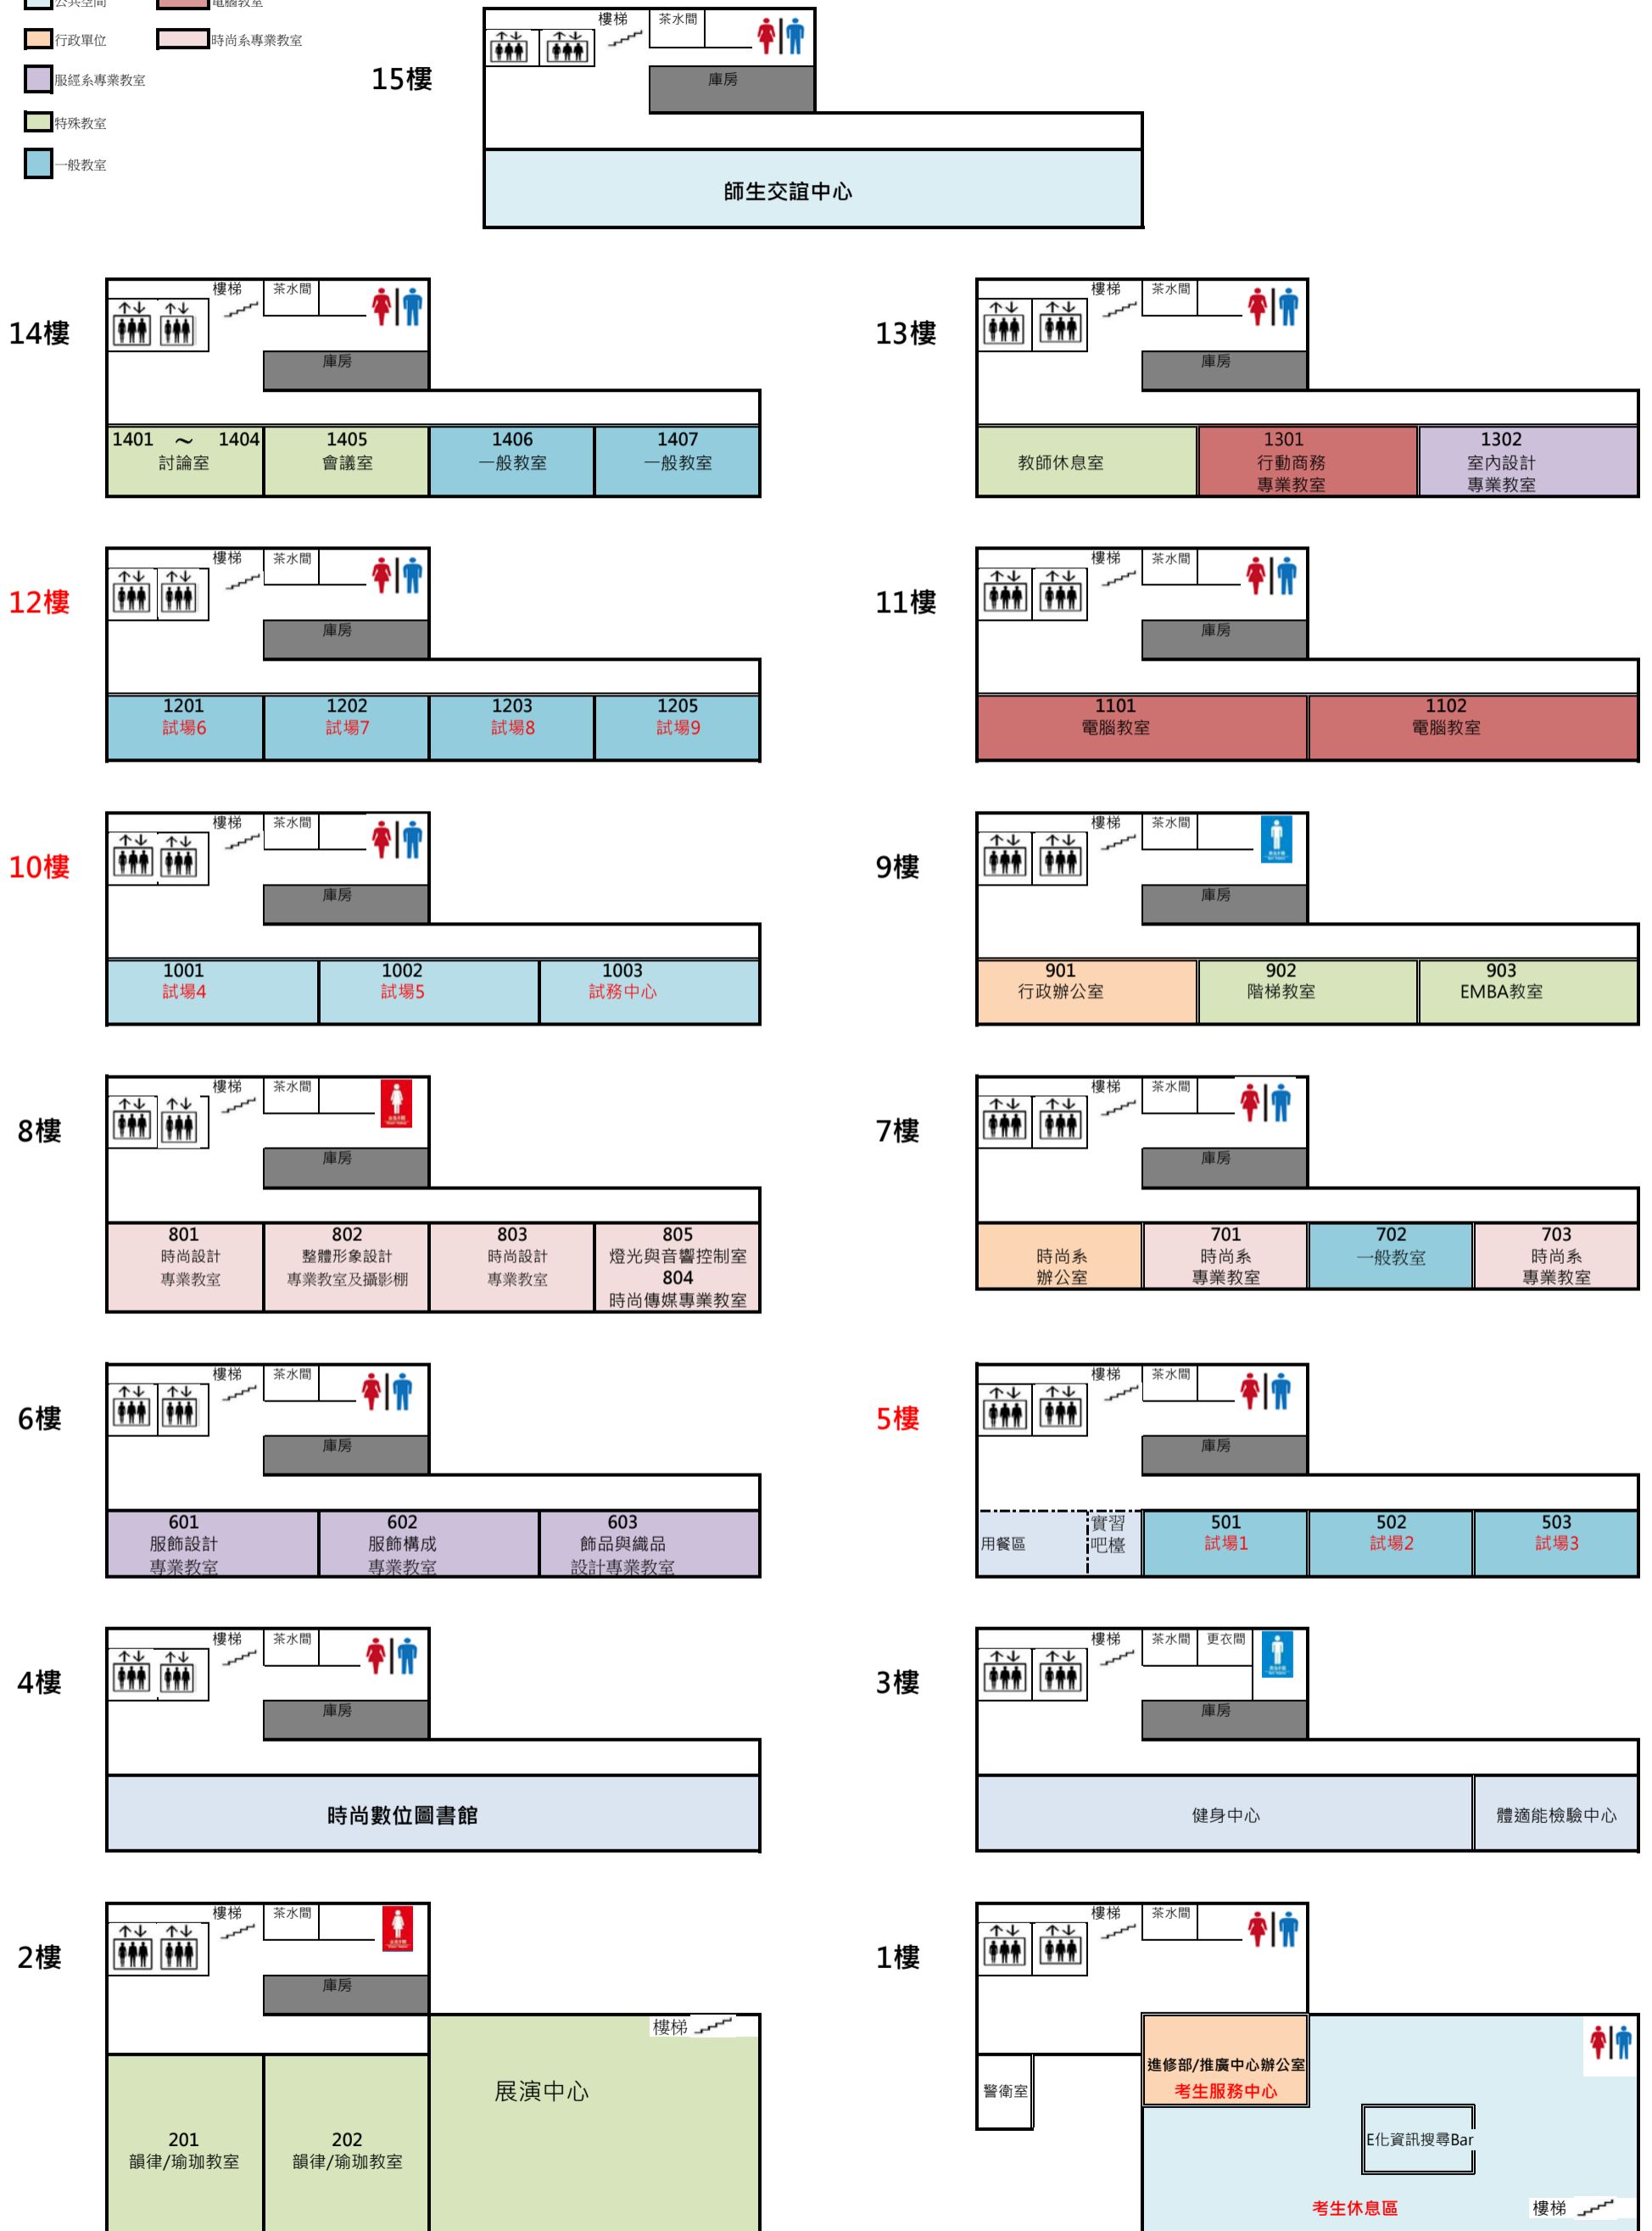 公共空間
電腦教室
行政單位
時尚系專業教室
服經系專業教室
特殊教室
一般教室
15樓
樓梯
茶水間
庫房
師生交誼中心
14樓
樓梯
茶水間
庫房
1401 ～ 1404
討論室
1405
會議室
1406
一般教室
1407
一般教室
13樓
樓梯
茶水間
庫房
教師休息室
1301
行動商務
專業教室
1302
室內設計
專業教室
12樓
樓梯
茶水間
庫房
1201
試場6
1202
試場7
1203
試場8
1205
試場9
11樓
樓梯
茶水間
庫房
1101
電腦教室
1102
電腦教室
10樓
樓梯
茶水間
庫房
1001
試場4
1002
試場5
1003
試務中心
9樓
樓梯
茶水間
庫房
901
行政辦公室
902
階梯教室
903
EMBA教室
8樓
樓梯
茶水間
庫房
801
時尚設計
專業教室
802
整體形象設計
專業教室及攝影棚
803
時尚設計
專業教室
805
燈光與音響控制室
804
時尚傳媒專業教室
7樓
樓梯
茶水間
庫房
時尚系
辦公室
701
時尚系
專業教室
702
一般教室
703
時尚系
專業教室
6樓
樓梯
茶水間
庫房
601
服飾設計
專業教室
602
服飾構成
專業教室
603
飾品與織品
設計專業教室
5樓
樓梯
茶水間
庫房
用餐區
實習
吧檯
501
試場1
502
試場2
503
試場3
4樓
樓梯
茶水間
庫房
時尚數位圖書館
3樓
樓梯
茶水間
更衣間
庫房
健身中心
體適能檢驗中心
2樓
樓梯
茶水間
庫房
樓梯
展演中心
201
韻律/瑜珈教室
202
韻律/瑜珈教室
1樓
樓梯
茶水間
警衛室
進修部/推廣中心辦公室
考生服務中心
E化資訊搜尋Bar
考生休息區
樓梯